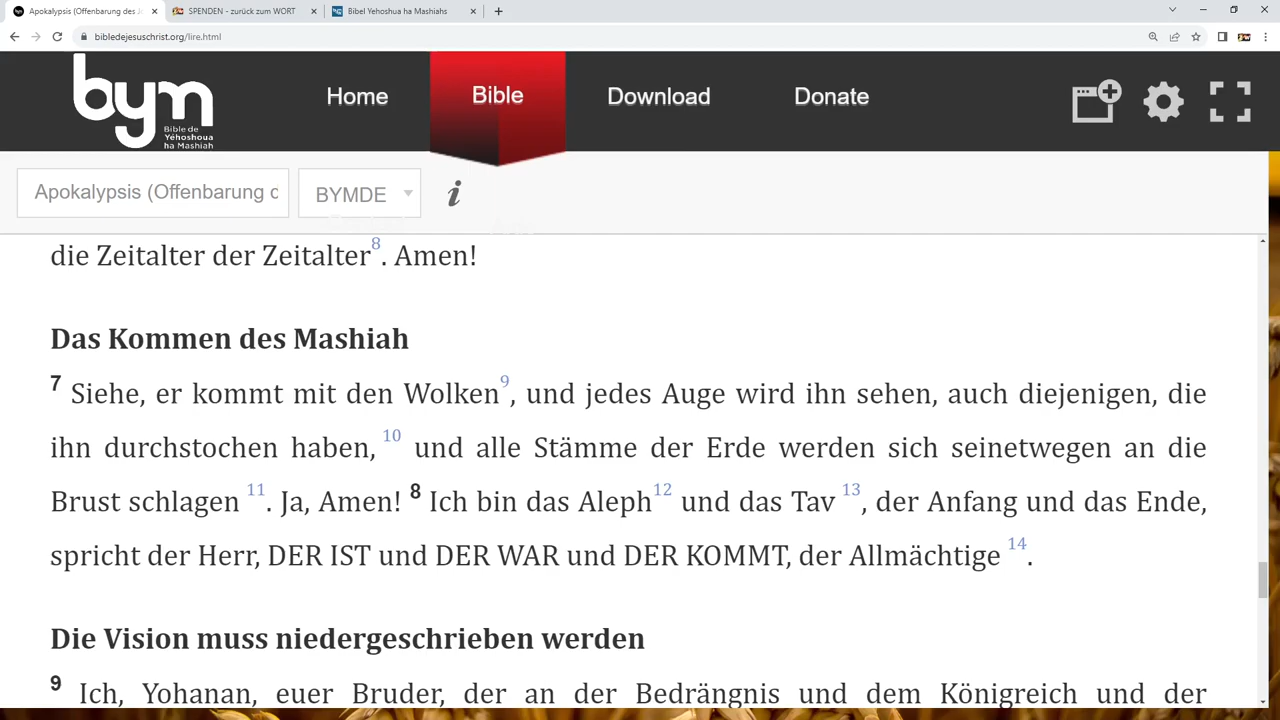 Apokalypsis (Offenbarung des J
SPENDEN - zurück zum WORT
Bibel Yehoshua ha Mashiahs
bibledejesuschrist.org/lire.html
bym
Bible de
Yéhoshoua
ha Mashiah
Home
Bible
Download
Donate
Apokalypsis (Offenbarung d
BYMDE
i
die Zeitalter der Zeitalter8. Amen!
Das Kommen des Mashiah
7 Siehe, er kommt mit den Wolken9, und jedes Auge wird ihn sehen, auch diejenigen, die
ihn durchstochen haben, 10 und alle Stämme der Erde werden sich seinetwegen an die
Brust schlagen 11. Ja, Amen! 8 Ich bin das Aleph12 und das Tav 13, der Anfang und das Ende,
spricht der Herr, DER IST und DER WAR und DER KOMMT, der Allmächtige 14.
Die Vision muss niedergeschrieben werden
9 Ich, Yohanan, euer Bruder, der an der Bedrängnis und dem Königreich und der